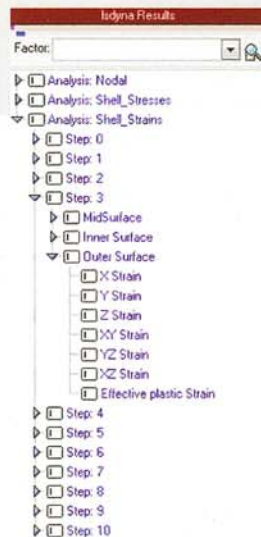 lsdyna Results
Factor:
Analysis: Nodal
Analysis: Shell_Stresses
Analysis: Shell_Strains
Step: 0
Step: 1
Step: 2
Step: 3
MidSurface
Inner Surface
Outer Surface
X Strain
Y Strain
Z Strain
XY Strain
YZ Strain
XZ Strain
Effective plastic Strain
Step: 4
Step: 5
Step: 6
Step: 7
Step: 8
Step: 9
Step: 10